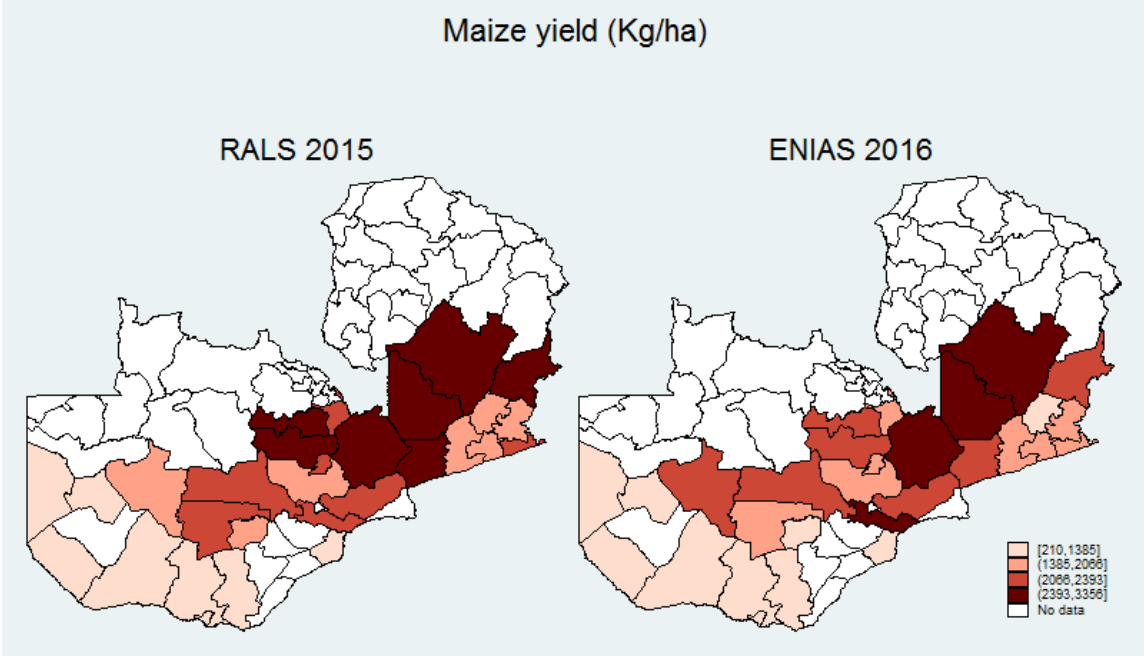 Maize yield (Kg/ha)
RALS 2015
ENIAS 2016
[210,1385]
(1385,2066]
(2066,2393]
(2393,3356]
No data